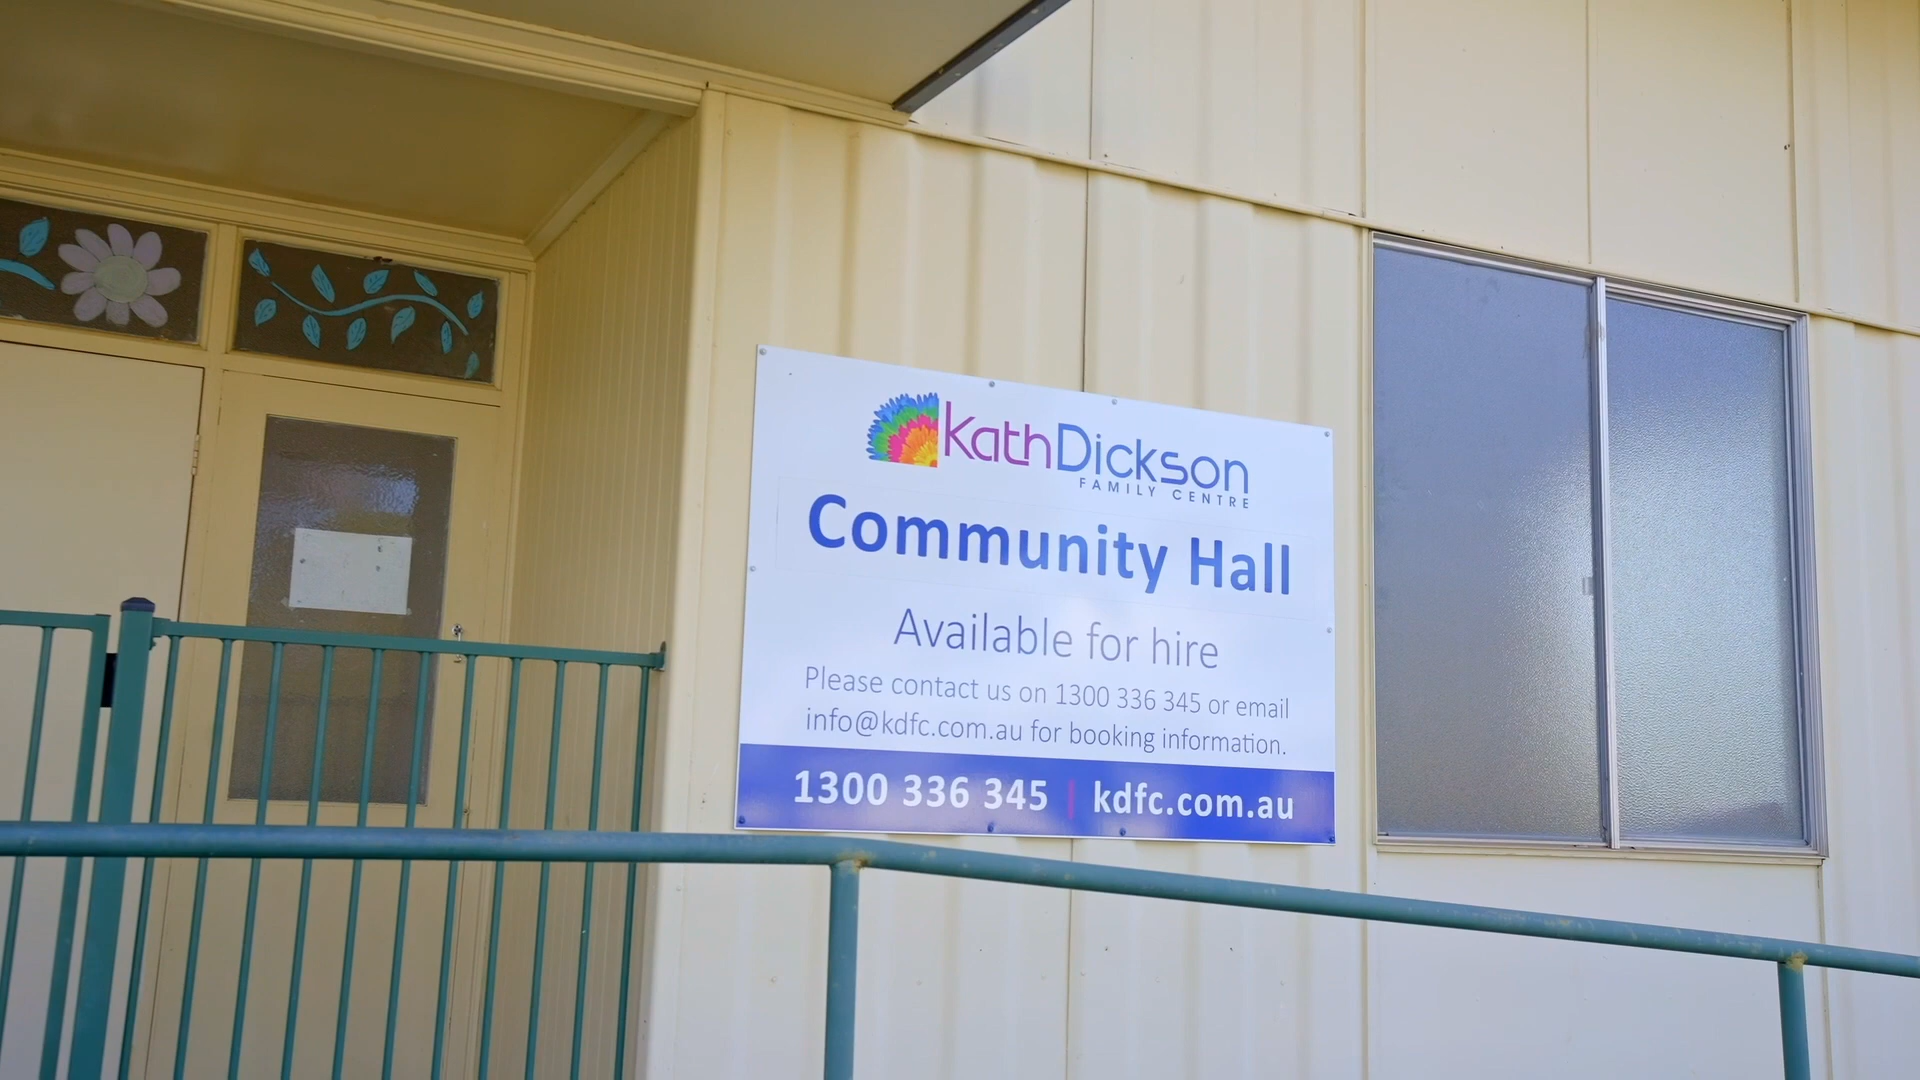 KathDickson
FAMILY CENTRE
Community Hall
Available for hire
Please contact us on 1300 336 345 or email
info@kdfc.com.au for booking information.
1300 336 345 | kdfc.com.au